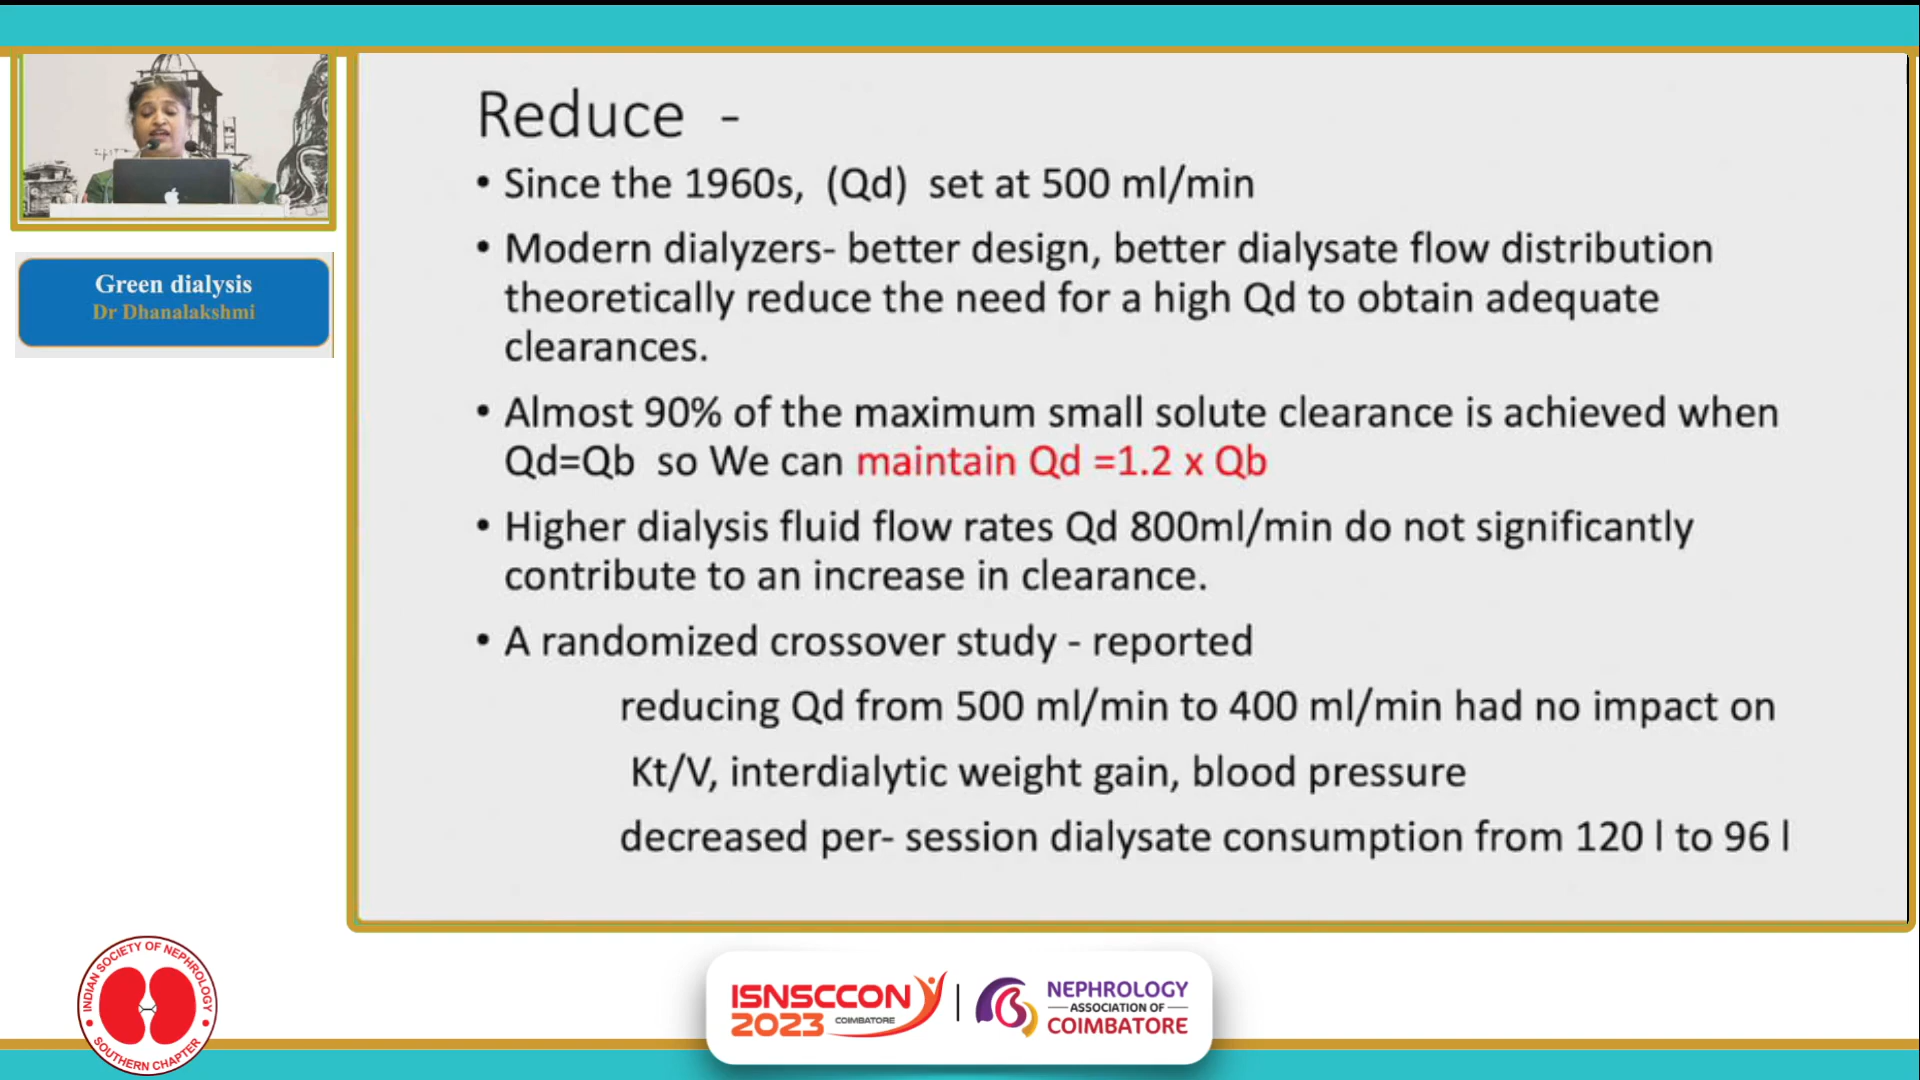 Reduce -
• Since the 1960s, (Qd) set at 500 ml/min
• Modern dialyzers- better design, better dialysate flow distribution
theoretically reduce the need for a high Qd to obtain adequate
clearances.
• Almost 90% of the maximum small solute clearance is achieved when
Qd=Qb so We can maintain Qd =1.2 x Qb
• Higher dialysis fluid flow rates Qd 800ml/min do not significantly
contribute to an increase in clearance.
• A randomized crossover study - reported
reducing Qd from 500 ml/min to 400 ml/min had no impact on
Kt/V, interdialytic weight gain, blood pressure
decreased per- session dialysate consumption from 120 l to 96 l
Green dialysis
Dr Dhanalakshmi
INDIAN SOCIETY OF NEPHROLOGY
SOUTHERN CHAPTER
ISNSCCON
2023 COIMBATORE
NEPHROLOGY
ASSOCIATION OF
COIMBATORE